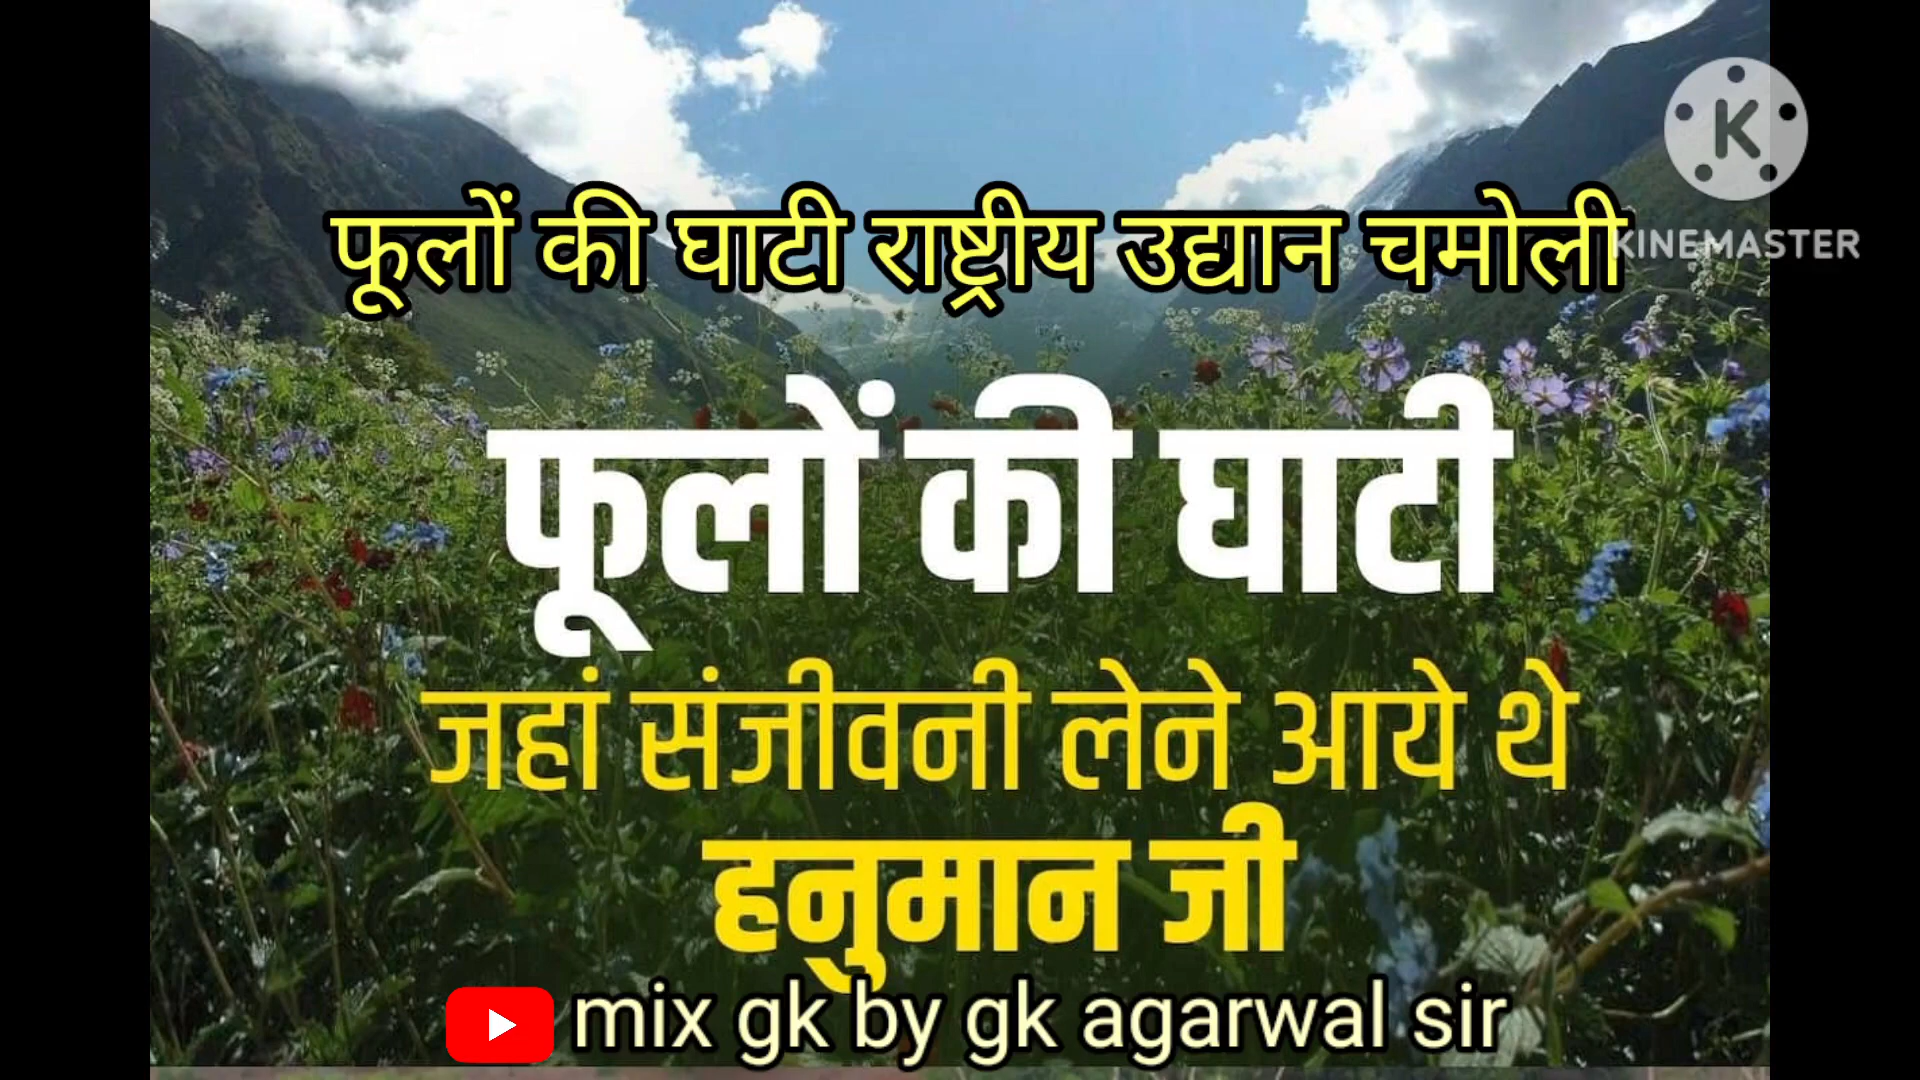 K
KINEMASTER
फूलों की घाटी राष्ट्रीय उद्यान चमोली
फूलों की घाटी
जहां संजीवनी लेने आये थे
हनुमान जी
mix gk by gk agarwal sir